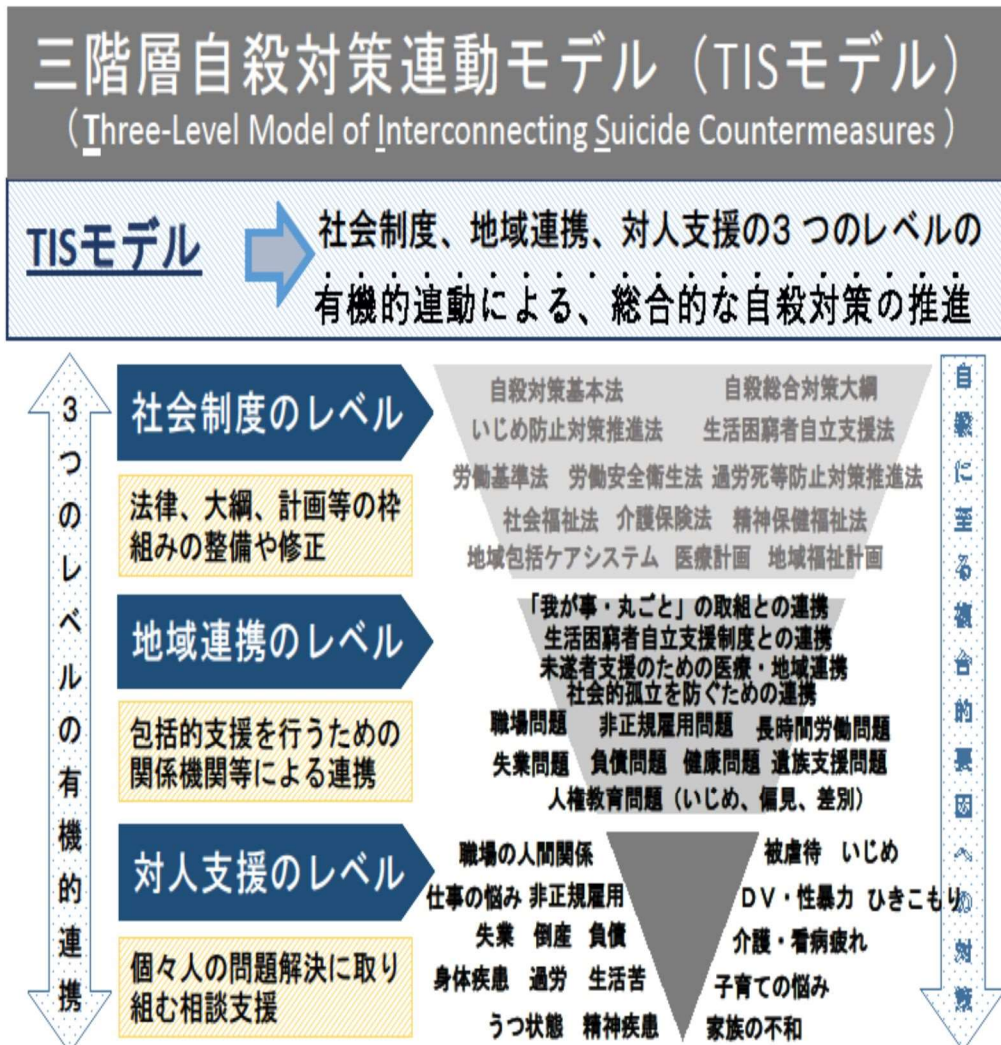 三階層自殺対策連動モデル（TISモデル）
（Three-Level Model of Interconnecting Suicide Countermeasures）
TISモデル
社会制度、地域連携、対人支援の3つのレベルの
有機的連動による、総合的な自殺対策の推進
3つのレベルの有機的連携
社会制度のレベル
法律、大綱、計画等の枠
組みの整備や修正
自殺対策基本法　自殺総合対策大綱
いじめ防止対策推進法　生活困窮者自立支援法
労働基準法　労働安全衛生法　過労死等防止対策推進法
社会福祉法　介護保険法　精神保健福祉法
地域包括ケアシステム　医療計画　地域福祉計画
地域連携のレベル
包括的支援を行うための
関係機関等による連携
「我が事・丸ごと」の取組との連携
生活困窮者自立支援制度との連携
未遂者支援のための医療・地域連携
社会的孤立を防ぐための連携
職場問題　非正規雇用問題　長時間労働問題
失業問題　負債問題　健康問題　遺族支援問題
人権教育問題（いじめ、偏見、差別）
対人支援のレベル
個々人の問題解決に取り
組む相談支援
職場の人間関係
仕事の悩み　非正規雇用
失業　倒産　負債
身体疾患　過労　生活苦
うつ状態　精神疾患
被虐待　いじめ
ＤＶ・性暴力　ひきこもり
介護・看病疲れ
子育ての悩み
家族の不和
自殺に至る複合的要因への対策